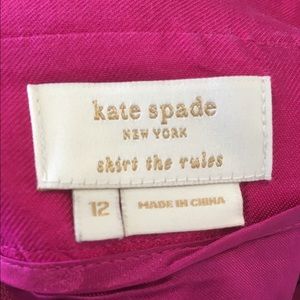 kate spade
NEW YORK
skirt the rules
12
MADE IN CHINA